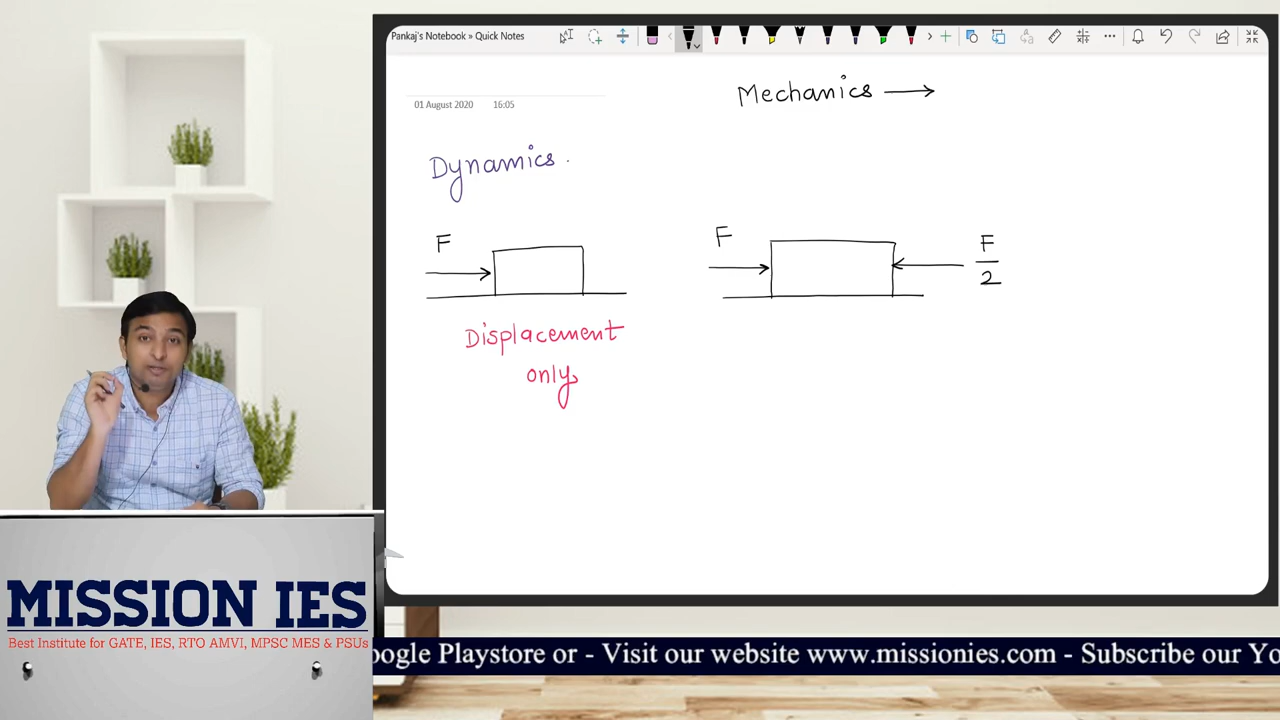 Pankaj's Notebook » Quick Notes
Mechanics
01 August 2020 16:05
Dynamics.
F
F
F
2
Displacement
only
MISSION IES
Best Institute for GATE, IES, RTO AMVI, MPSC MES & PSUs
oogle Playstore or - Visit our website www.missionies.com - Subscribe our Yo